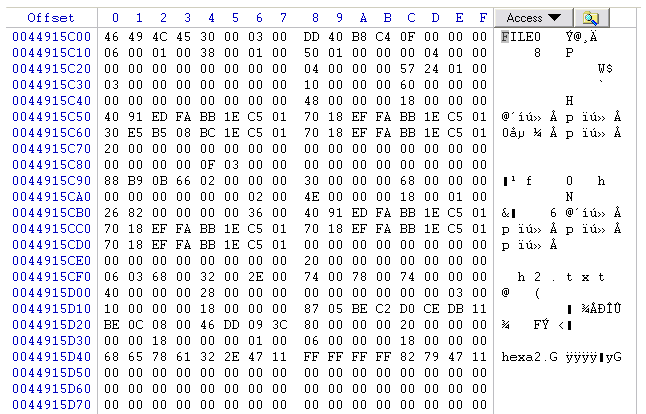 Offset 0 1 2 3 4 5 6 7 8 9 A B C D E F Access
0044915C00 46 49 4C 45 30 00 03 00 DD 40 B8 C4 0F 00 00 00 FILE0 Ý@¸Ä
0044915C10 06 00 01 00 38 00 01 00 50 01 00 00 00 04 00 00 8 P
0044915C20 00 00 00 00 00 00 00 00 04 00 00 00 57 24 01 00 W$
0044915C30 03 00 00 00 00 00 00 00 10 00 00 00 60 00 00 00 `
0044915C40 00 00 00 00 00 00 00 00 48 00 00 00 18 00 00 00 H
0044915C50 40 91 ED FA BB 1E C5 01 70 18 EF FA BB 1E C5 01 @´íú» Å p ïú» Å
0044915C60 30 E5 B5 08 BC 1E C5 01 70 18 EF FA BB 1E C5 01 0åµ ¼ Å p ïú» Å
0044915C70 20 00 00 00 00 00 00 00 00 00 00 00 00 00 00 00
0044915C80 00 00 00 00 0F 03 00 00 00 00 00 00 00 00 00 00
0044915C90 88 B9 0B 66 02 00 00 00 30 00 00 00 68 00 00 00 ▌¹ f 0 h
0044915CA0 00 00 00 00 00 00 02 00 4E 00 00 00 18 00 01 00 N
0044915CB0 26 82 00 00 00 00 36 00 40 91 ED FA BB 1E C5 01 &▌ 6 @´íú» Å
0044915CC0 70 18 EF FA BB 1E C5 01 70 18 EF FA BB 1E C5 01 p ïú» Å p ïú» Å
0044915CD0 70 18 EF FA BB 1E C5 01 00 00 00 00 00 00 00 00 p ïú» Å
0044915CE0 00 00 00 00 00 00 00 00 20 00 00 00 00 00 00 00
0044915CF0 06 03 68 00 32 00 2E 00 74 00 78 00 74 00 00 00 h 2 . t x t
0044915D00 40 00 00 00 28 00 00 00 00 00 00 00 00 00 03 00 @ (
0044915D10 10 00 00 00 18 00 00 00 87 05 BE C2 D0 CE DB 11 ▌ ¾ÂÐÎÛ
0044915D20 BE 0C 08 00 46 DD 09 3C 80 00 00 00 20 00 00 00 ¾ FÝ <▌
0044915D30 00 00 18 00 00 00 01 00 06 00 00 00 18 00 00 00
0044915D40 68 65 78 61 32 2E 47 11 FF FF FF FF 82 79 47 11 hexa2.G ÿÿÿÿ▌yG
0044915D50 00 00 00 00 00 00 00 00 00 00 00 00 00 00 00 00
0044915D60 00 00 00 00 00 00 00 00 00 00 00 00 00 00 00 00
0044915D70 00 00 00 00 00 00 00 00 00 00 00 00 00 00 00 00